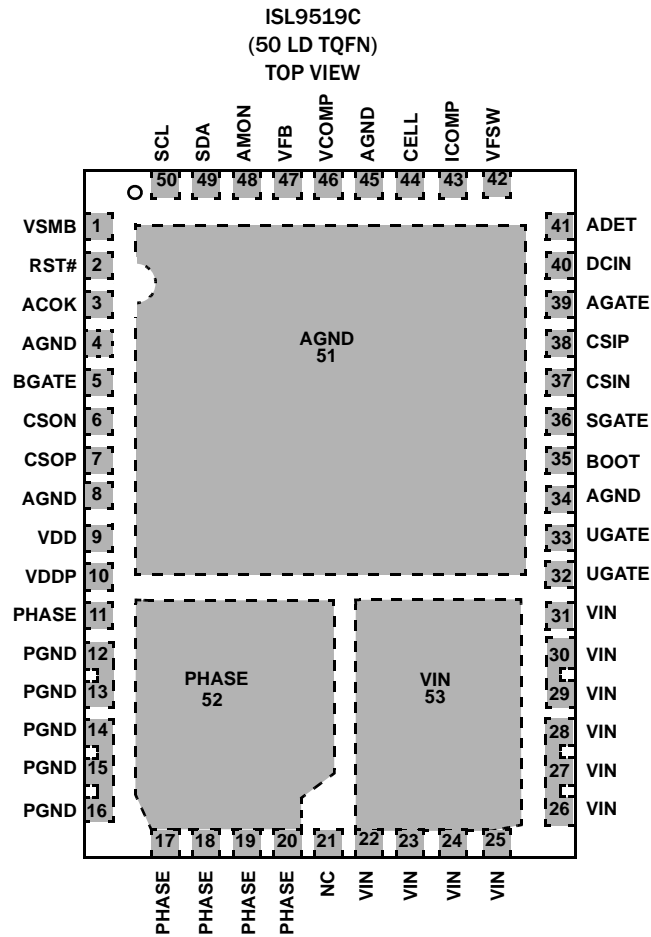 ISL9519C
(50 LD TQFN)
TOP VIEW
SCL
SDA
AMON
VFB
VCOMP
AGND
CELL
ICOMP
VFSW
50 49 48 47 46 45 44 43 42
VSMB 1
RST# 2
ACOK 3
AGND 4
BGATE 5
CSON 6
CSOP 7
AGND 8
VDD 9
VDDP 10
PHASE 11
PGND 12
PGND 13
PGND 14
PGND 15
PGND 16
AGND
51
PHASE
52
VIN
53
41 ADET
40 DCIN
39 AGATE
38 CSIP
37 CSIN
36 SGATE
35 BOOT
34 AGND
33 UGATE
32 UGATE
31 VIN
30 VIN
29 VIN
28 VIN
27 VIN
26 VIN
17 18 19 20 21 22 23 24 25
PHASE
PHASE
PHASE
PHASE
NC
VIN
VIN
VIN
VIN